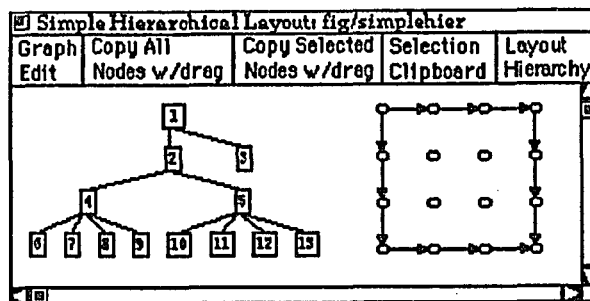 Simple Hierarchical Layout: fig/simplehier
Graph Copy All Copy Selected Selection Layout
Edit Nodes w/drag Nodes w/drag Clipboard Hierarchy
1
2 3
4 5
6 7 8 9 10 11 12 13